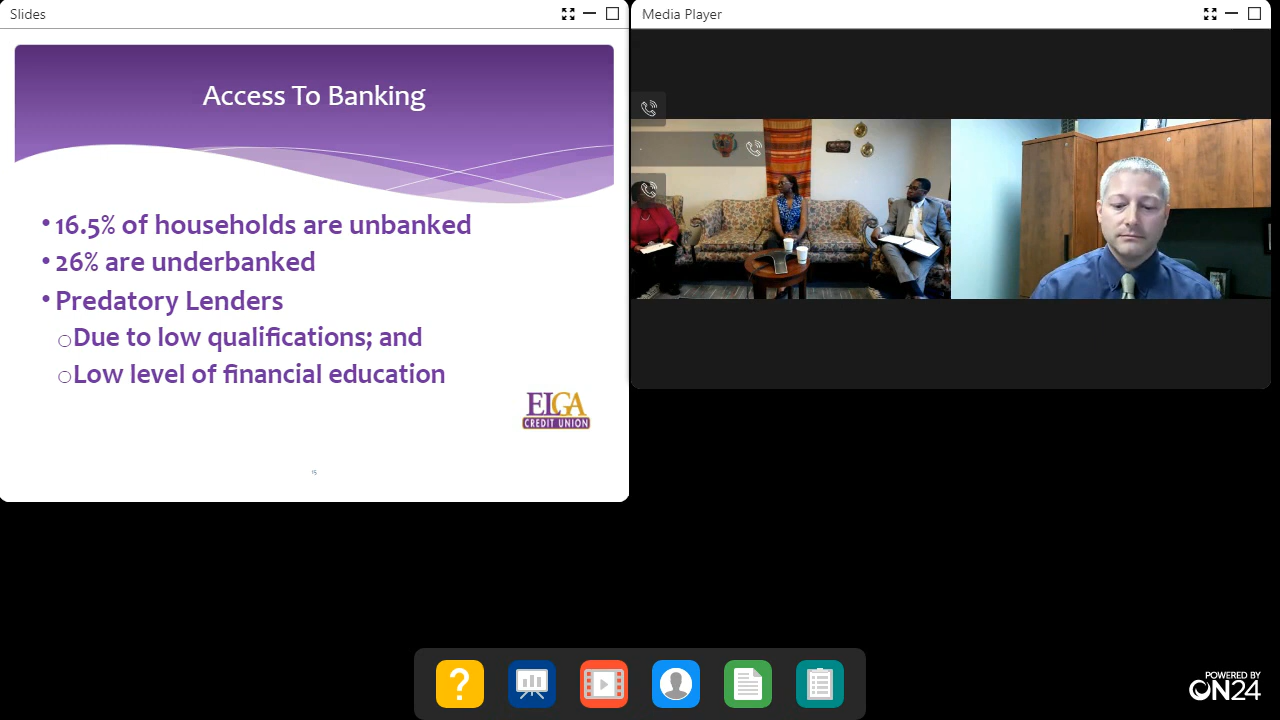 Slides
Media Player
Access To Banking
• 16.5% of households are unbanked
• 26% are underbanked
• Predatory Lenders
○Due to low qualifications; and
○Low level of financial education
ELGA
CREDIT UNION
15
?
POWERED BY
ON24